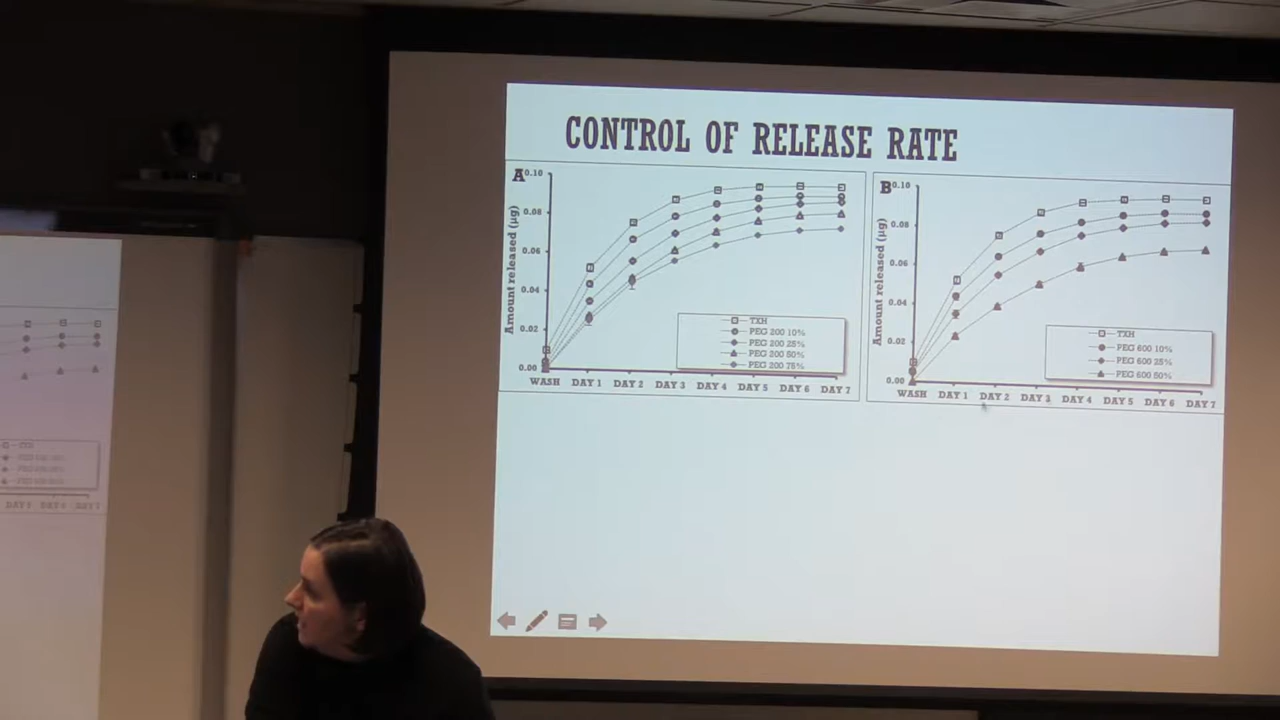 CONTROL OF RELEASE RATE
A
0.10
0.08
0.06
0.04
0.02
0.00
Amount released (µg)
WASH DAY 1 DAY 2 DAY 3 DAY 4 DAY 5 DAY 6 DAY 7
TXH
PEG 200 10%
PEG 200 25%
PEG 200 50%
PEG 200 75%
B
0.10
0.08
0.06
0.04
0.02
0.00
Amount released (µg)
WASH DAY 1 DAY 2 DAY 3 DAY 4 DAY 5 DAY 6 DAY 7
TXH
PEG 600 10%
PEG 600 25%
PEG 600 50%